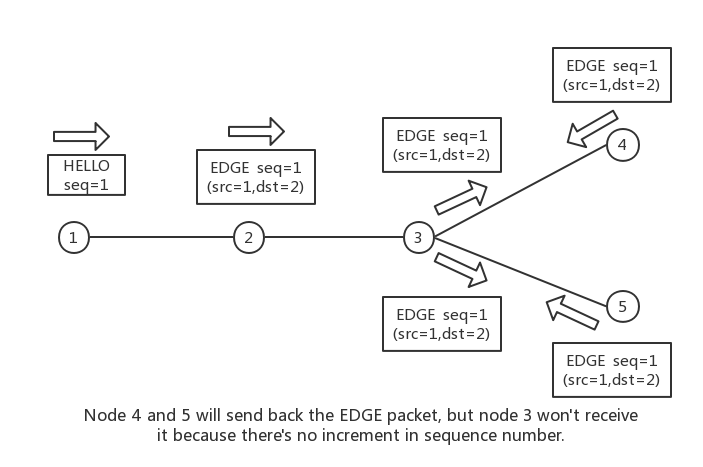 EDGE seq=1
(src=1,dst=2)
EDGE seq=1
(src=1,dst=2)
4
HELLO
seq=1
EDGE seq=1
(src=1,dst=2)
1
2
3
EDGE seq=1
(src=1,dst=2)
5
EDGE seq=1
(src=1,dst=2)
Node 4 and 5 will send back the EDGE packet, but node 3 won't receive
it because there's no increment in sequence number.